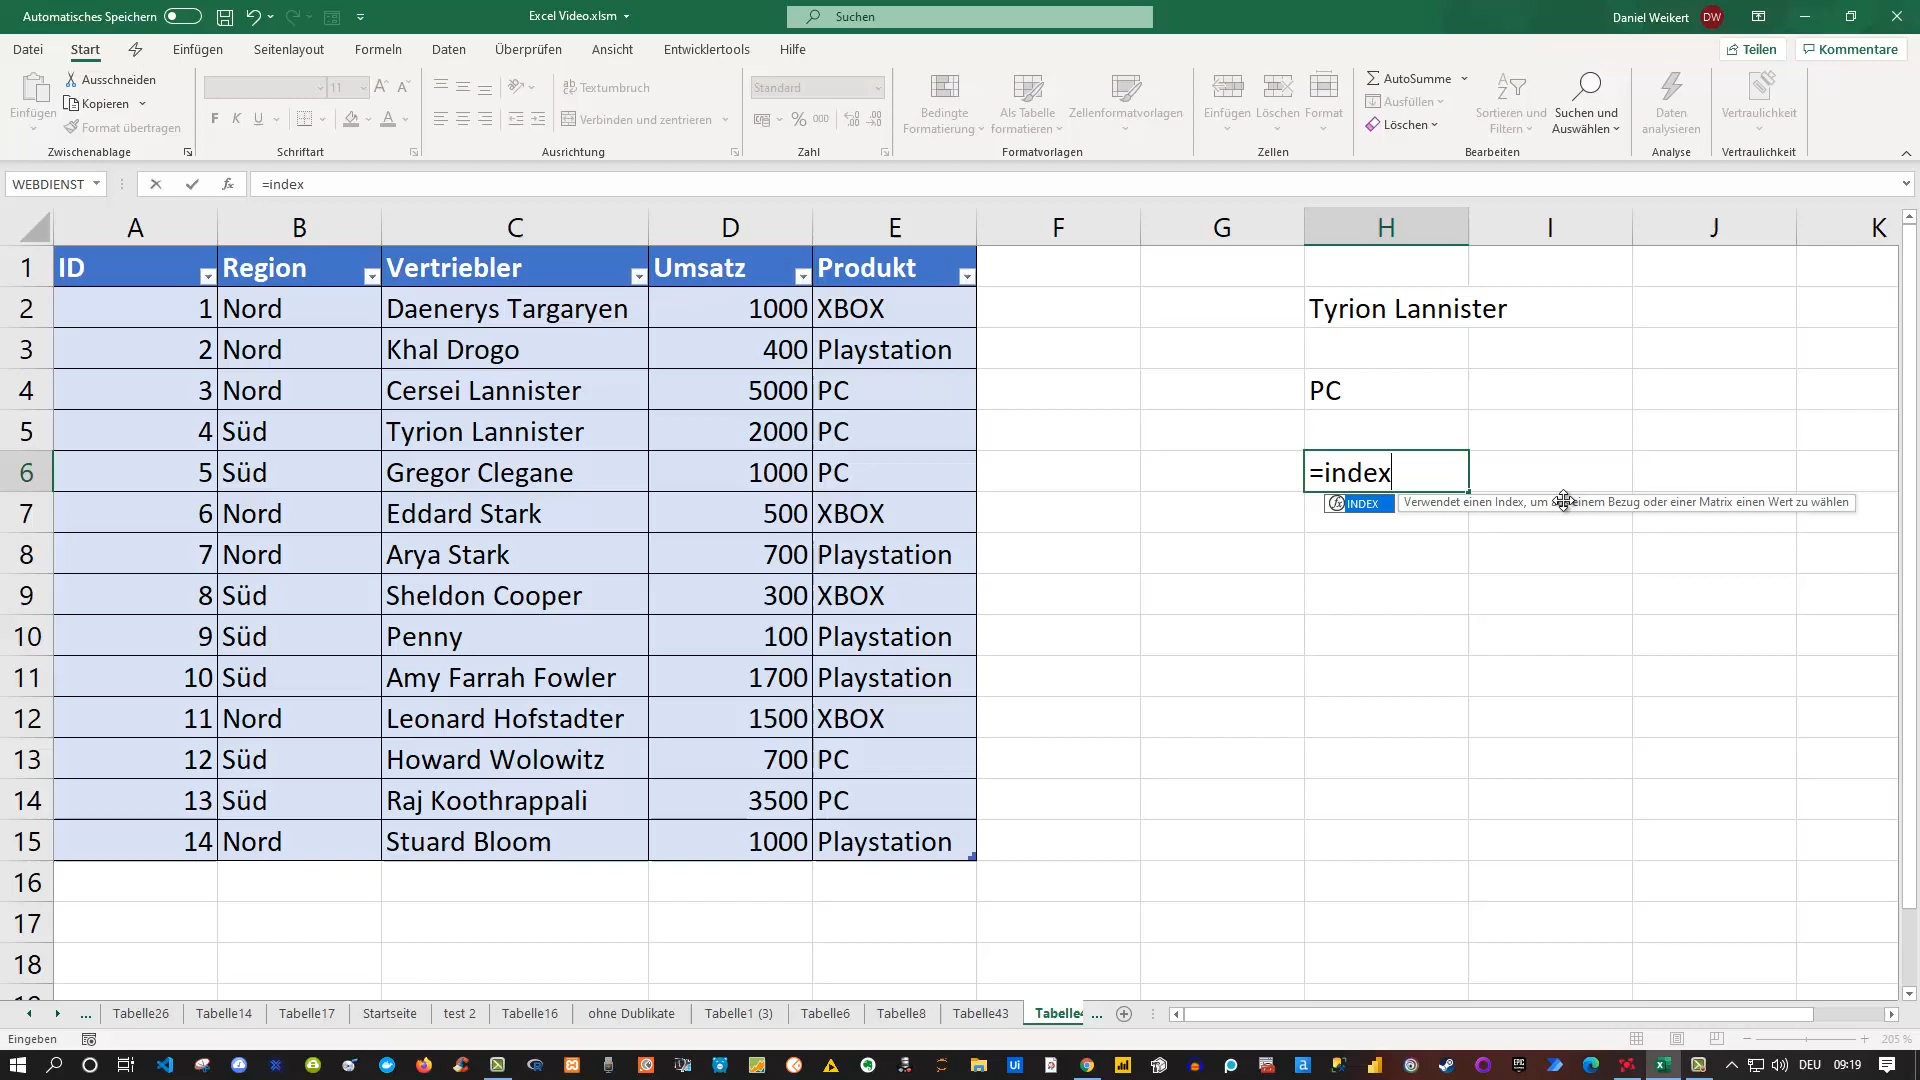 Automatisches Speichern
Excel Video.xlsm
Suchen
Daniel Weikert
DW
Datei Start Einfügen Seitenlayout Formeln Daten Überprüfen Ansicht Entwicklertools Hilfe
Teilen Kommentare
Einfügen
Ausschneiden
Kopieren
Format übertragen
Zwischenablage
11
F K U
Schriftart
Textumbruch
Verbinden und zentrieren
Ausrichtung
Standard
% 000
Zahl
Bedingte Formatierung
Als Tabelle formatieren
Zellenformatvorlagen
Formatvorlagen
Einfügen Löschen Format
Zellen
AutoSumme
Ausfüllen
Löschen
Sortieren und Filtern
Suchen und Auswählen
Bearbeiten
Daten analysieren
Analyse
Vertraulichkeit
Vertraulichkeit
WEBDIENST
fx
=index
A B C D E F G H I J K
1 ID Region Vertriebler Umsatz Produkt
2 1 Nord Daenerys Targaryen 1000 XBOX Tyrion Lannister
3 2 Nord Khal Drogo 400 Playstation
4 3 Nord Cersei Lannister 5000 PC PC
5 4 Süd Tyrion Lannister 2000 PC
6 5 Süd Gregor Clegane 1000 PC =index
INDEX Verwendet einen Index, um einem Bezug oder einer Matrix einen Wert zu wählen
7 6 Nord Eddard Stark 500 XBOX
8 7 Nord Arya Stark 700 Playstation
9 8 Süd Sheldon Cooper 300 XBOX
10 9 Süd Penny 100 Playstation
11 10 Süd Amy Farrah Fowler 1700 Playstation
12 11 Nord Leonard Hofstadter 1500 XBOX
13 12 Süd Howard Wolowitz 700 PC
14 13 Süd Raj Koothrappali 3500 PC
15 14 Nord Stuard Bloom 1000 Playstation
16
17
18
... Tabelle26 Tabelle14 Tabelle17 Startseite test 2 Tabelle16 ohne Dublikate Tabelle1 (3) Tabelle6 Tabelle8 Tabelle43 Tabelle4 ...
Eingeben
205 %
DEU 09:19